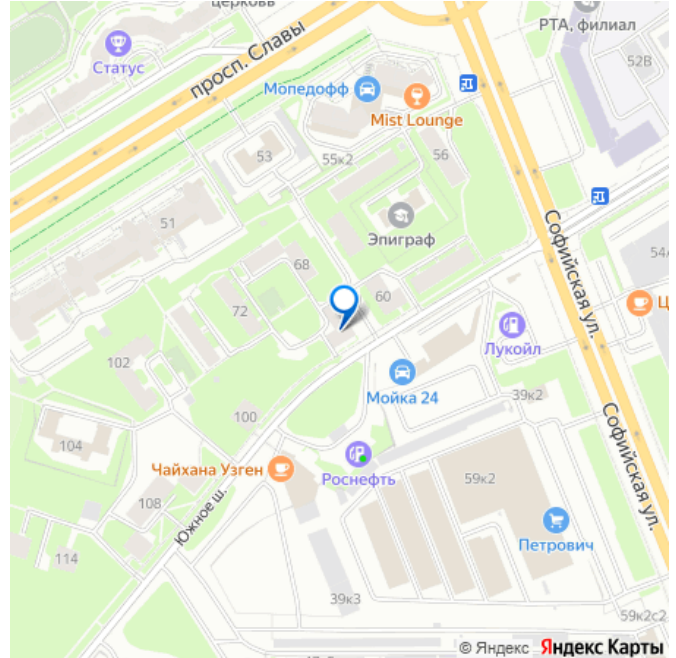 церковь
РТА, филиал
52В
Статус
просп. Славы
Мопедофф
Mist Lounge
53
55к2
56
51
Эпиграф
Софийская ул.
54А
68
60
72
Ц
Лукойл
102
Мойка 24
39к2
100
Софийская ул.
104
Чайхана Узген
Роснефть
59к2
108
Южное ш.
Петрович
114
39к3
59к2с2
© Яндекс Яндекс Карты